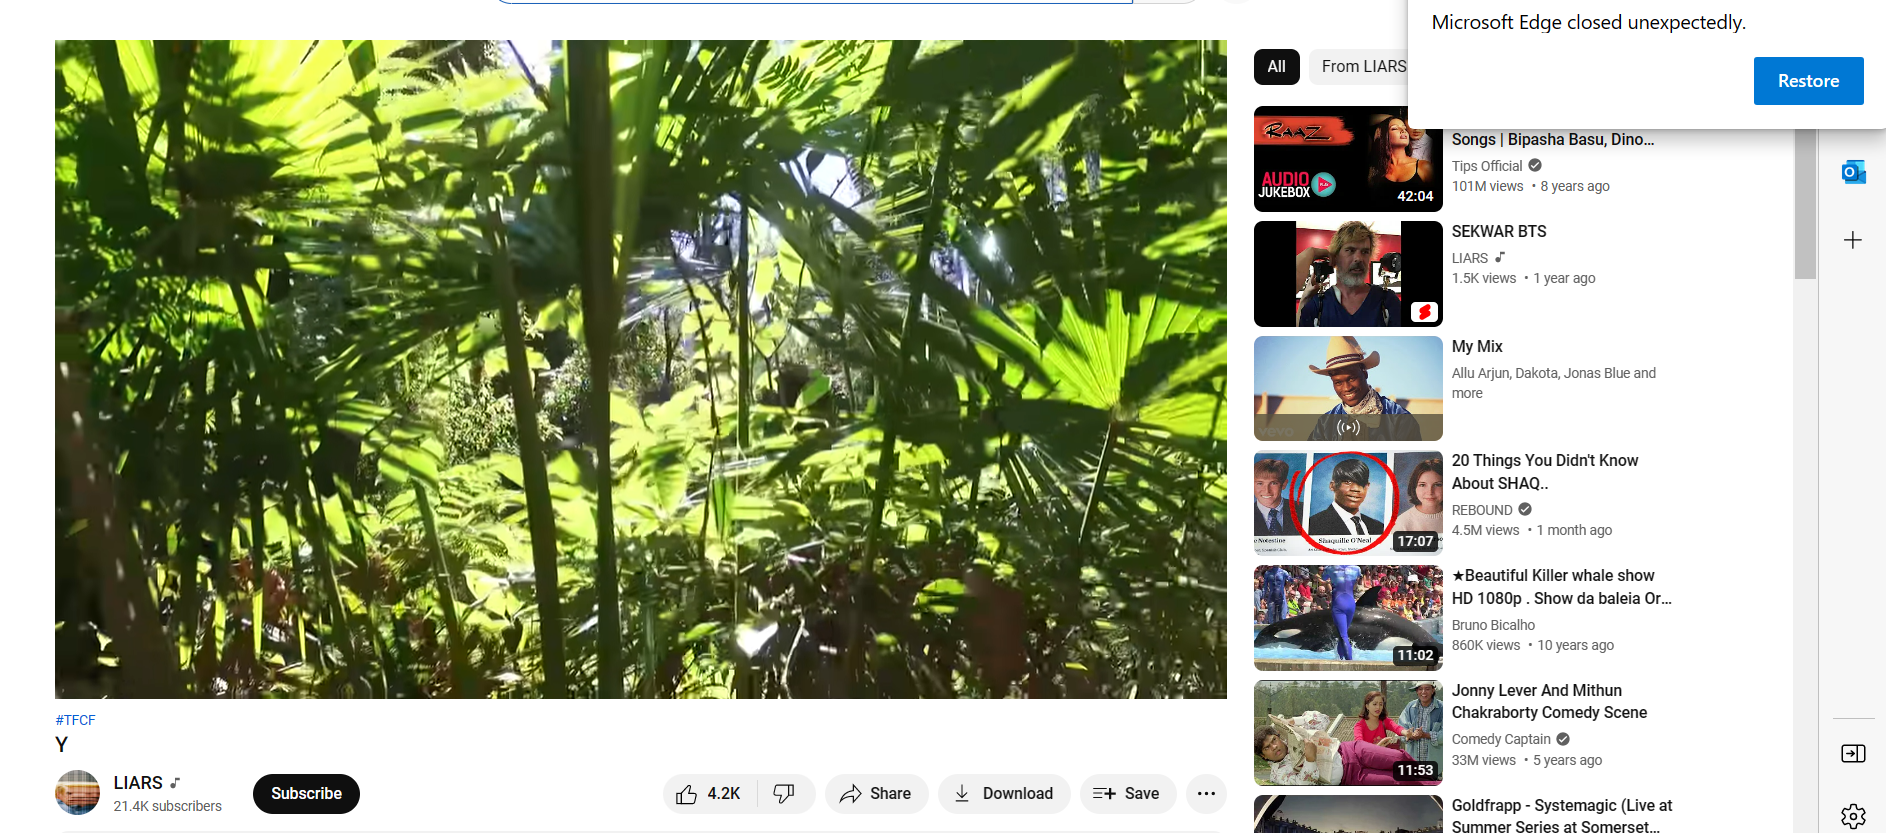 Microsoft Edge closed unexpectedly.
Restore
All
From LIARS
RAAZ
AUDIO
JUKEBOX
42:04
Songs | Bipasha Basu, Dino...
Tips Official
101M views • 8 years ago
SEKWAR BTS
LIARS
1.5K views • 1 year ago
My Mix
Allu Arjun, Dakota, Jonas Blue and
more
vevo
20 Things You Didn't Know
About SHAQ..
REBOUND
4.5M views • 1 month ago
Shaquille O'Neal
17:07
★Beautiful Killer whale show
HD 1080p . Show da baleia Or...
Bruno Bicalho
860K views • 10 years ago
11:02
Jonny Lever And Mithun
Chakraborty Comedy Scene
Comedy Captain
33M views • 5 years ago
11:53
Goldfrapp - Systemagic (Live at
Summer Series at Somerset...
#TFCF
Y
LIARS
21.4K subscribers
Subscribe
4.2K
Share
Download
Save